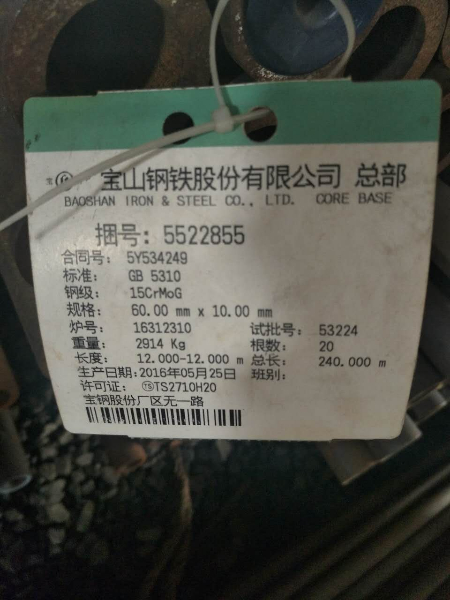 宝山钢铁股份有限公司 总部
BAOSHAN IRON & STEEL CO., LTD. CORE BASE
捆号: 5522855
合同号: 5Y534249
标准: GB 5310
钢级: 15CrMoG
规格: 60.00 mm x 10.00 mm
炉号: 16312310 试批号: 53224
重量: 2914 Kg 根数: 20
长度: 12.000-12.000 m 总长: 240.000 m
生产日期:2016年05月25日 班别:
许可证: TSTS2710H20
宝钢股份厂区无一路